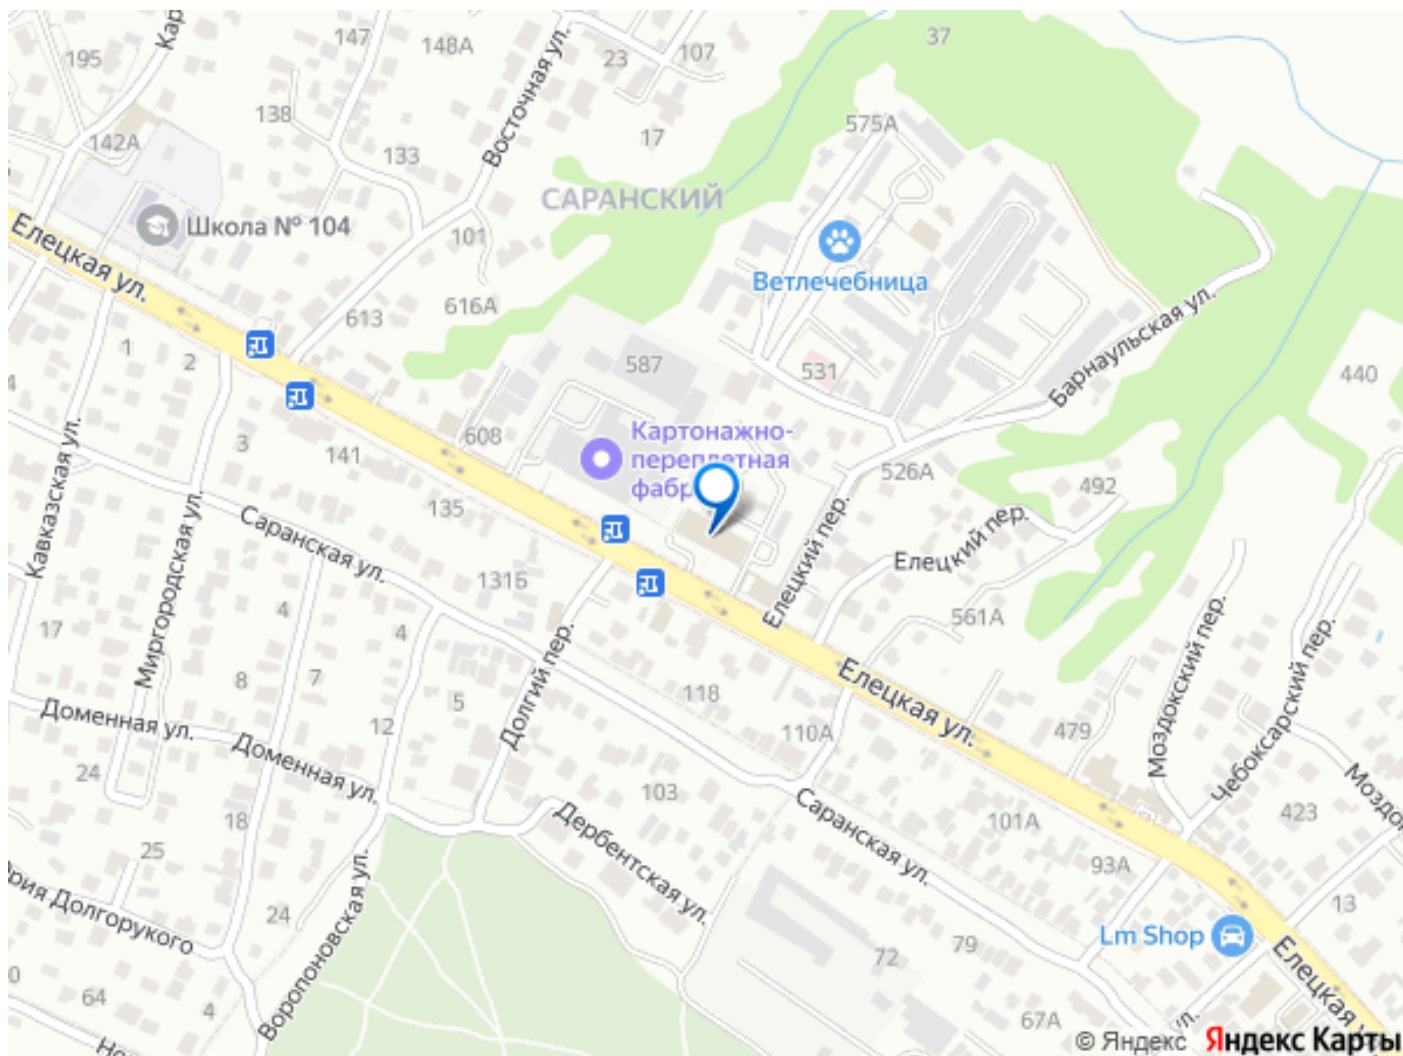 37
147
148А
195
23
107
Восточная ул.
138
17
575А
142А
133
САРАНСКИЙ
Школа № 104
101
Елецкая ул.
Ветлечебница
616А
613
Барнаульская ул.
1
2
587
531
440
608
Картонажно-
переплетная
3
141
526А
492
135
Кавказская ул.
Миргородская ул.
Саранская ул.
Елецкий пер.
Елецкий пер.
131Б
4
4
561А
17
Моздокский пер.
Чебоксарский пер.
8
7
5
Долгий пер.
118
Елецкая ул.
12
110А
479
Доменная ул.
Доменная ул.
24
103
18
Дербентская ул.
Саранская ул.
101А
423
25
93А
13
24
Воропоновская ул.
Lm Shop
79
72
Елецкая
64
4
67А
© Яндекс Яндекс Карты